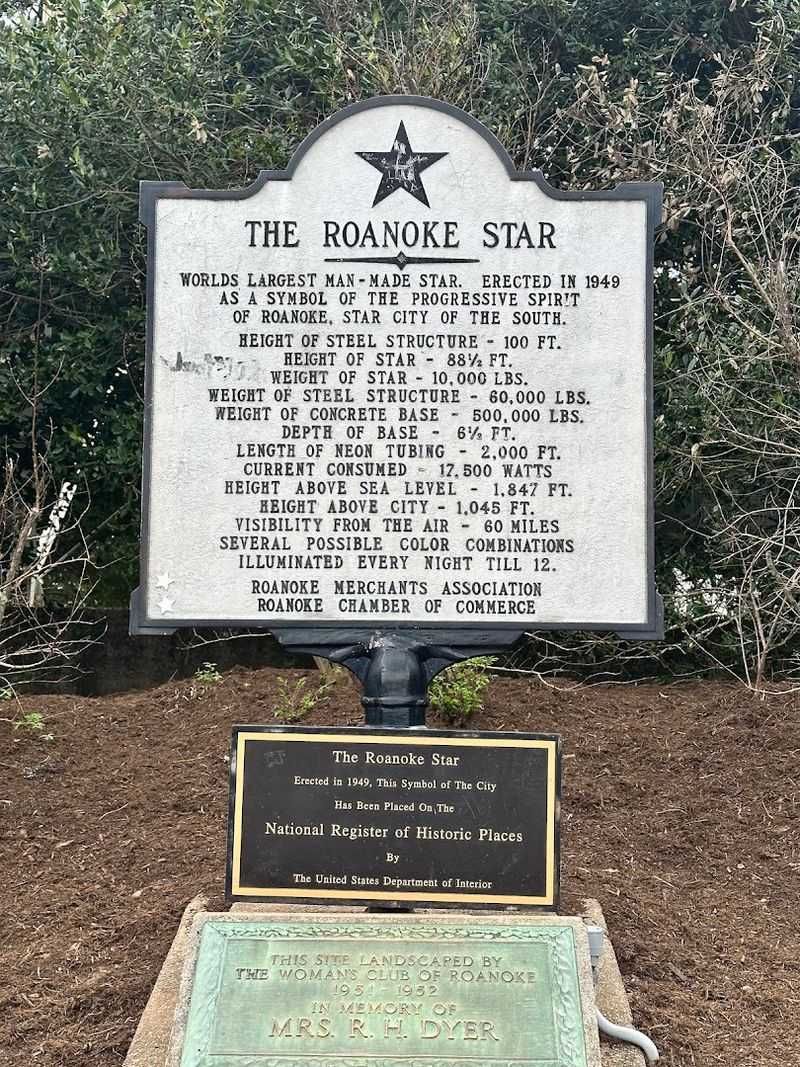 THE ROANOKE STAR
WORLDS LARGEST MAN-MADE STAR. ERECTED IN 1949
AS A SYMBOL OF THE PROGRESSIVE SPIRIT
OF ROANOKE, STAR CITY OF THE SOUTH.
HEIGHT OF STEEL STRUCTURE - 100 FT.
HEIGHT OF STAR - 88½ FT.
WEIGHT OF STAR - 10,000 LBS.
WEIGHT OF STEEL STRUCTURE - 60,000 LBS.
WEIGHT OF CONCRETE BASE - 500,000 LBS.
DEPTH OF BASE - 6½ FT.
LENGTH OF NEON TUBING - 2,000 FT.
CURRENT CONSUMED - 17,500 WATTS
HEIGHT ABOVE SEA LEVEL - 1,847 FT.
HEIGHT ABOVE CITY - 1,045 FT.
VISIBILITY FROM THE AIR - 60 MILES
SEVERAL POSSIBLE COLOR COMBINATIONS
ILLUMINATED EVERY NIGHT TILL 12.
ROANOKE MERCHANTS ASSOCIATION
ROANOKE CHAMBER OF COMMERCE
The Roanoke Star
Erected in 1949, This Symbol of The City
Has Been Placed On The
National Register of Historic Places
By
The United States Department of Interior
THIS SITE LANDSCAPED BY
THE WOMAN'S CLUB OF ROANOKE
1951-1952
IN MEMORY OF
MRS. R. H. DYER